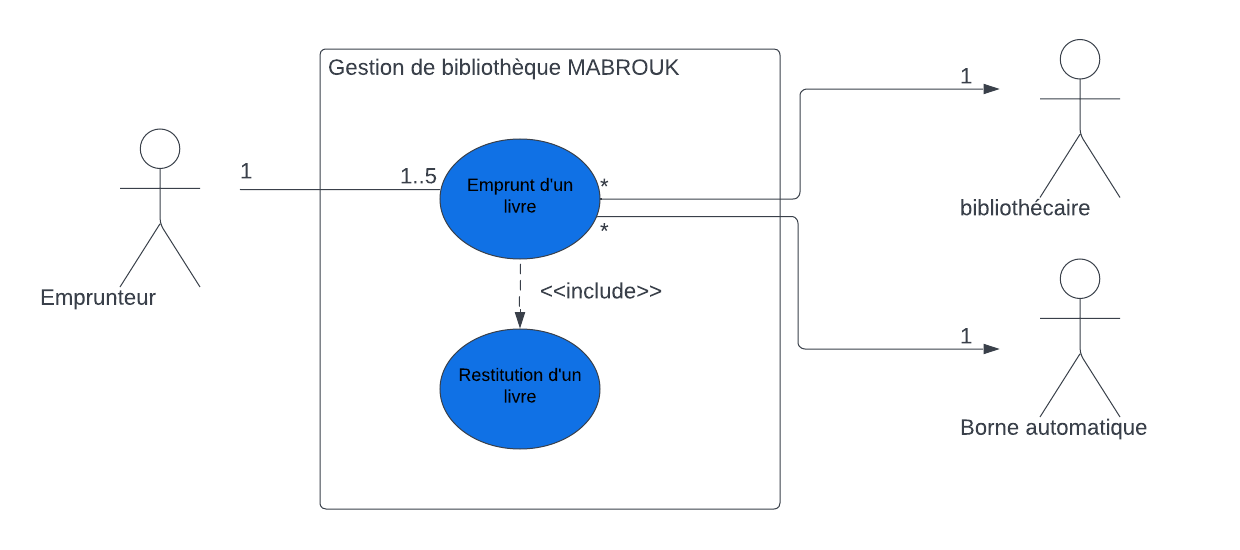 Gestion de bibliothèque MABROUK
1
1
1..5
Emprunt d'un
livre
*
*
bibliothécaire
Emprunteur
<<include>>
1
Restitution d'un
livre
Borne automatique